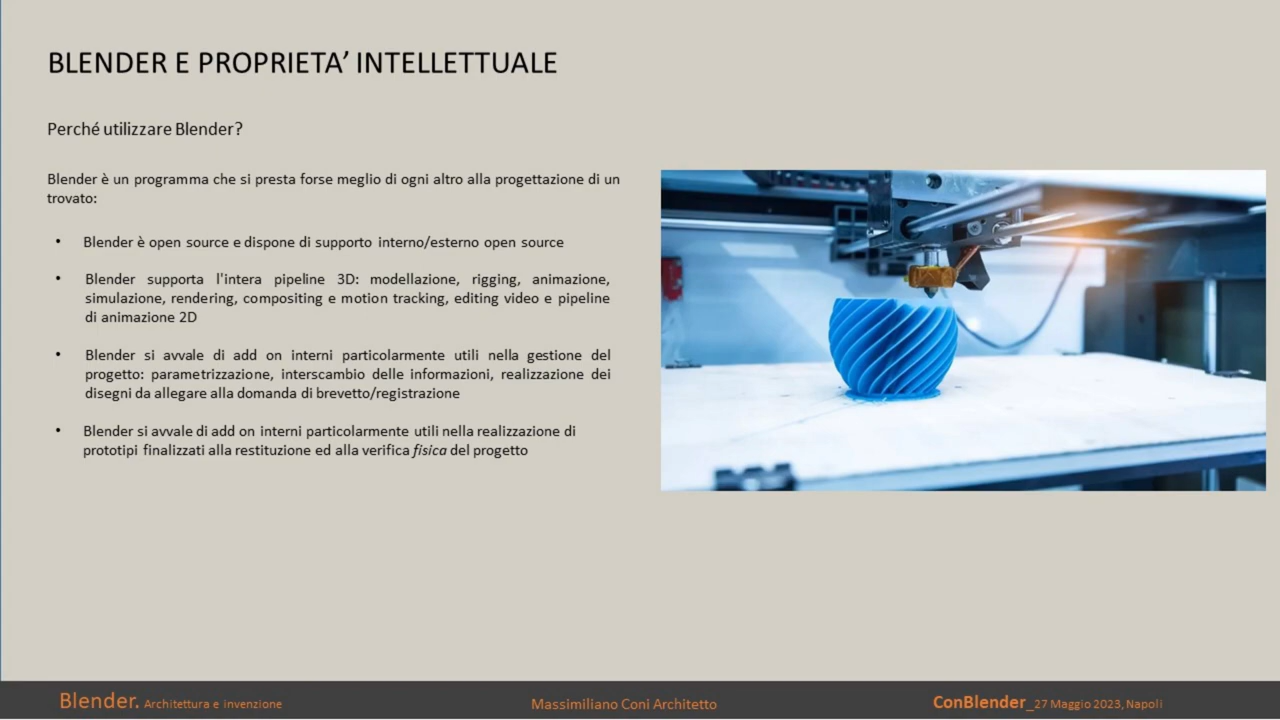 BLENDER E PROPRIETA’ INTELLETTUALE
Perché utilizzare Blender?
Blender è un programma che si presta forse meglio di ogni altro alla progettazione di un
trovato:
• Blender è open source e dispone di supporto interno/esterno open source
• Blender supporta l'intera pipeline 3D: modellazione, rigging, animazione,
simulazione, rendering, compositing e motion tracking, editing video e pipeline
di animazione 2D
• Blender si avvale di add on interni particolarmente utili nella gestione del
progetto: parametrizzazione, interscambio delle informazioni, realizzazione dei
disegni da allegare alla domanda di brevetto/registrazione
• Blender si avvale di add on interni particolarmente utili nella realizzazione di
prototipi finalizzati alla restituzione ed alla verifica fisica del progetto
Blender. Architettura e invenzione
Massimiliano Coni Architetto
ConBlender_27 Maggio 2023, Napoli